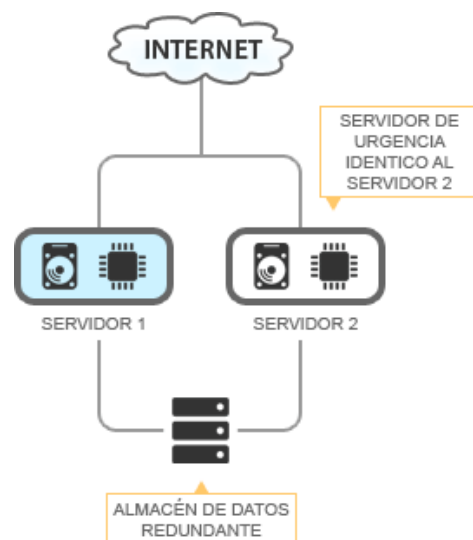 INTERNET
SERVIDOR DE
URGENCIA
IDENTICO AL
SERVIDOR 2
SERVIDOR 1
SERVIDOR 2
ALMACÉN DE DATOS
REDUNDANTE